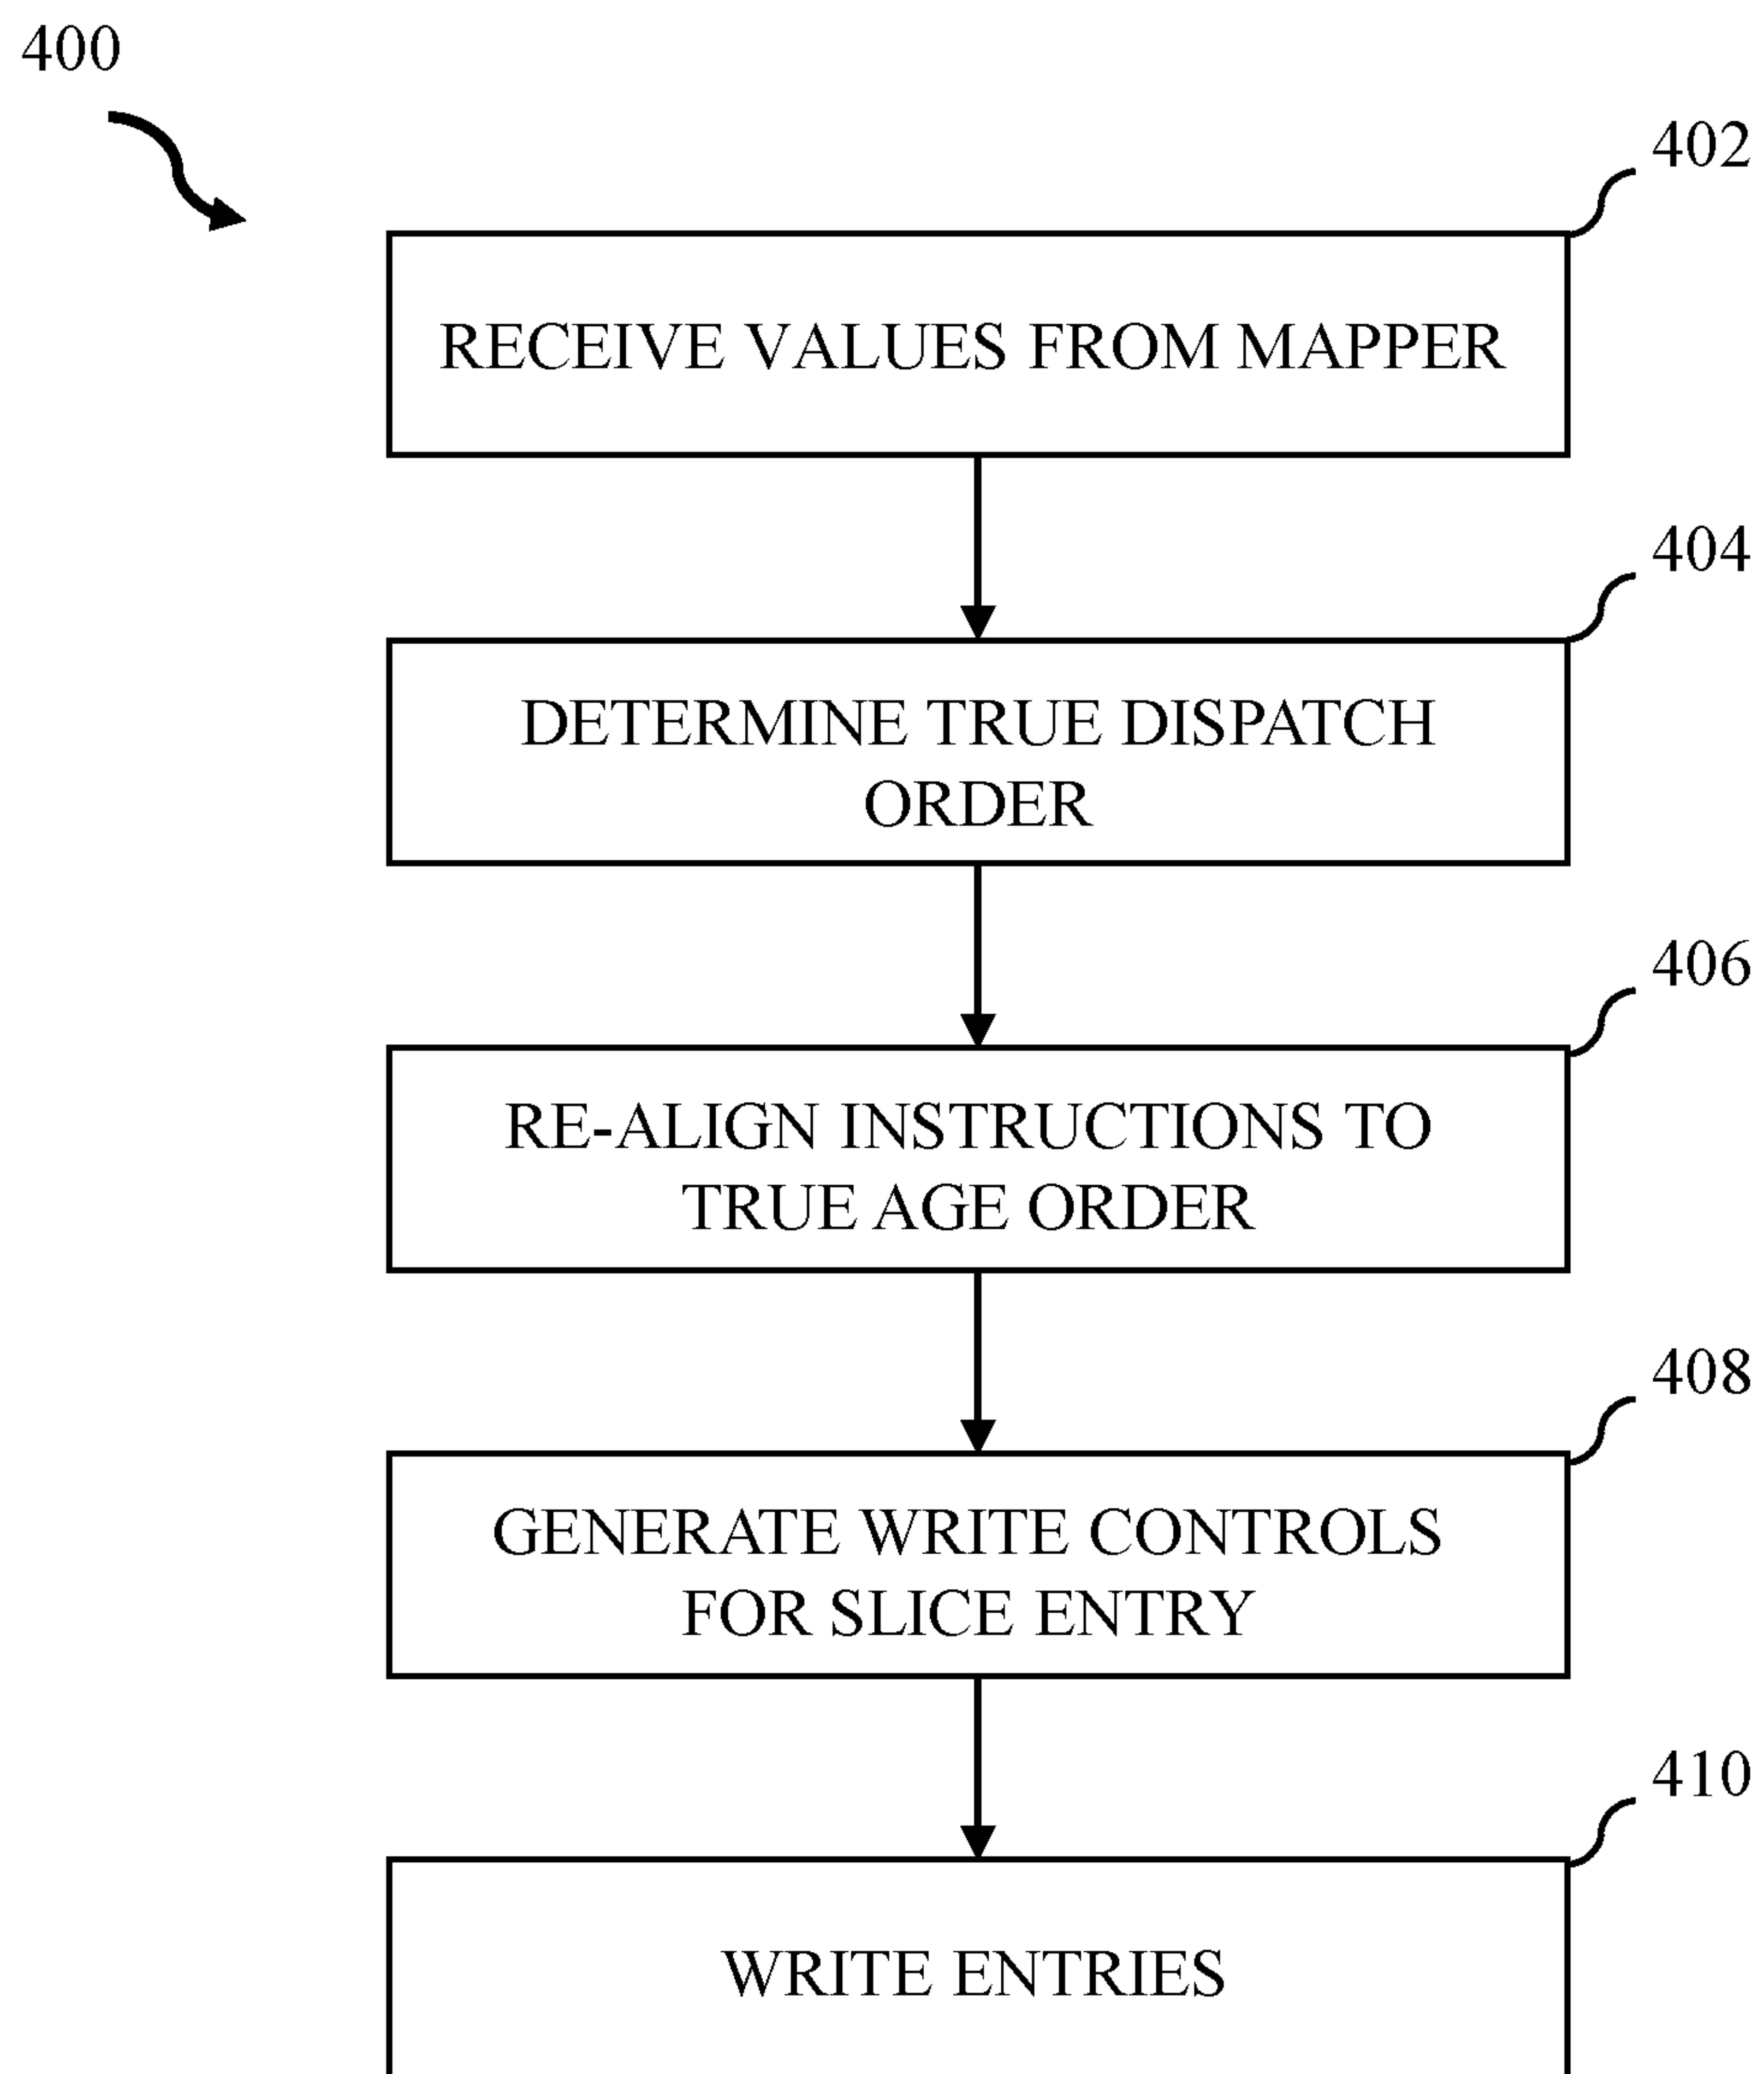 400
402
RECEIVE VALUES FROM MAPPER
404
DETERMINE TRUE DISPATCH
ORDER
406
RE-ALIGN INSTRUCTIONS TO
TRUE AGE ORDER
408
GENERATE WRITE CONTROLS
FOR SLICE ENTRY
410
WRITE ENTRIES